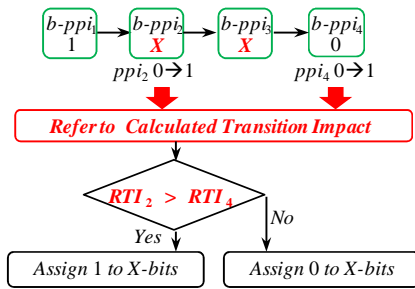 b-ppi₁ b-ppi₂ b-ppi₃ b-ppi₄
1 X X 0
ppi₂ 0→1 ppi₄ 0→1
Refer to Calculated Transition Impact
RTI₂ > RTI₄
Yes No
Assign 1 to X-bits Assign 0 to X-bits